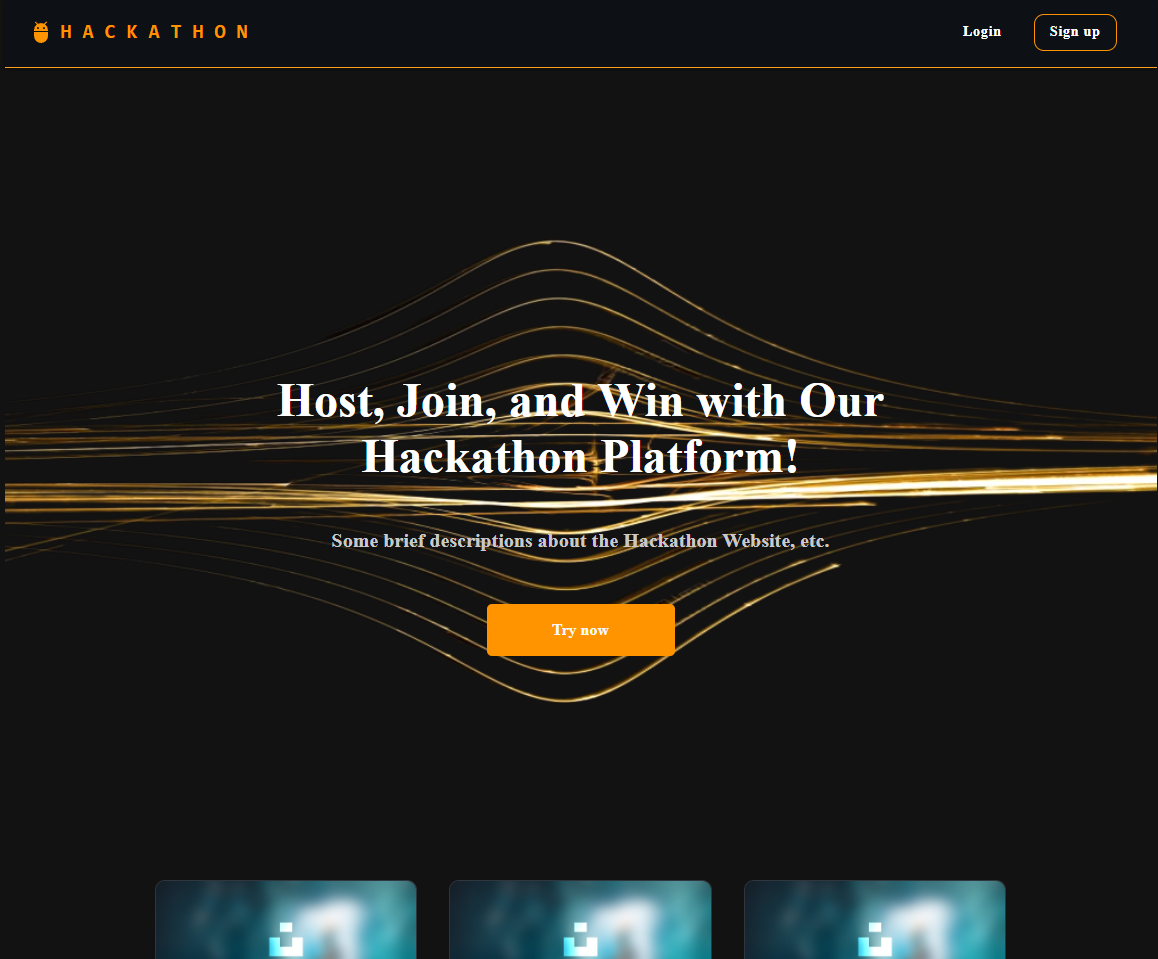 HACKATHON
Login
Sign up
Host, Join, and Win with Our
Hackathon Platform!
Some brief descriptions about the Hackathon Website, etc.
Try now